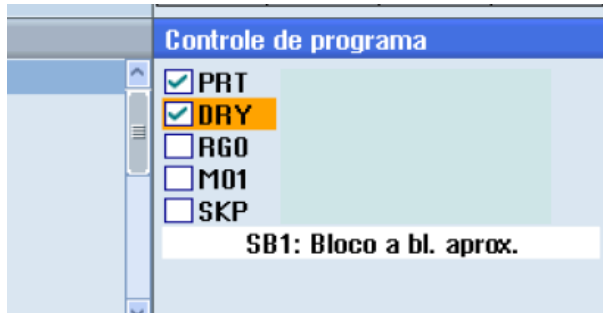 Controle de programa
PRT
DRY
RG0
M01
SKP
SB1: Bloco a bl. aprox.